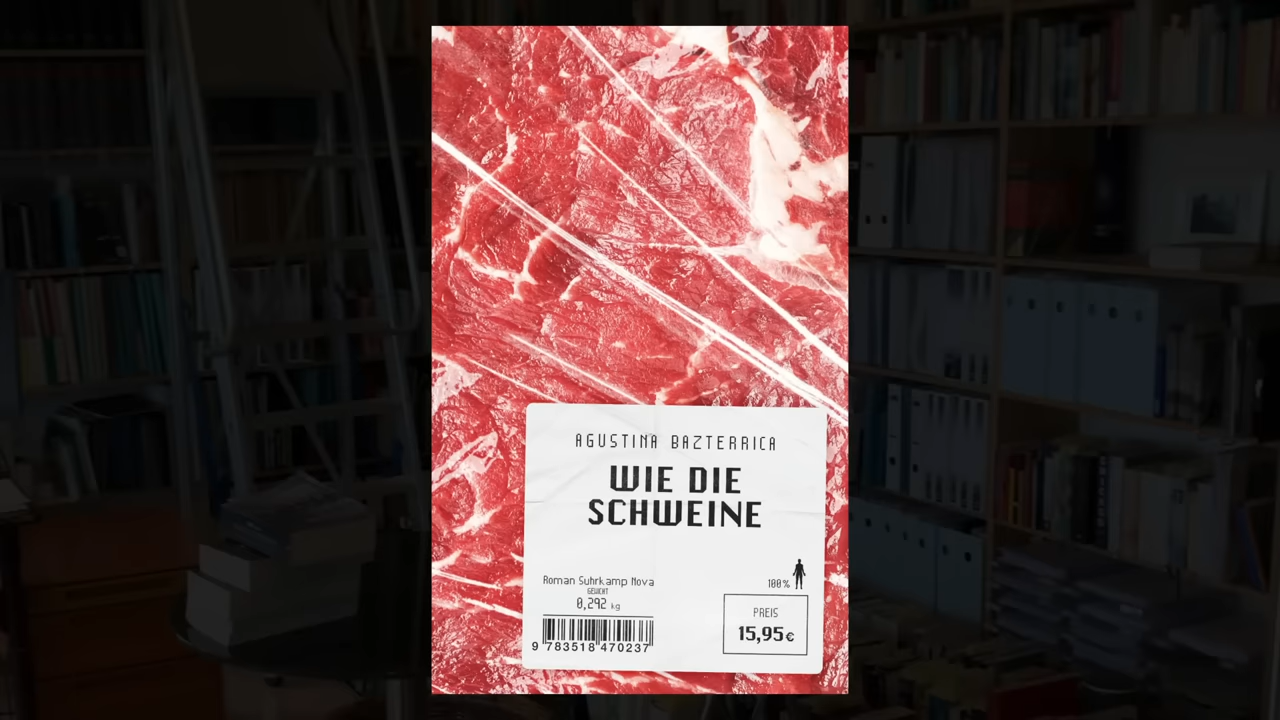 AGUSTINA BAZTERRICA
WIE DIE
SCHWEINE
100%
Roman Suhrkamp Nova
GEWICHT
0,292 kg
PREIS
15,95 €
9 783518 470237